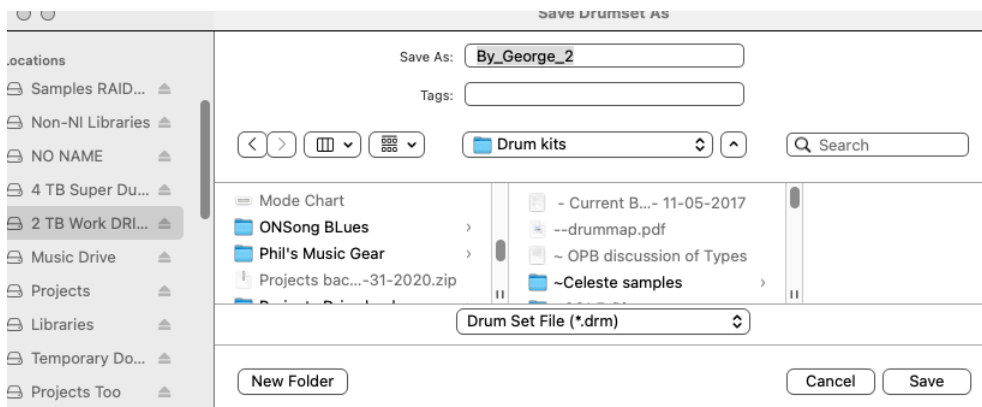 Save Drumset As
Locations
Samples RAID...
Non-NI Libraries
NO NAME
4 TB Super Du...
2 TB Work DRI...
Music Drive
Projects
Libraries
Temporary Do...
Projects Too
Save As: By_George_2
Tags:
Drum kits
Search
Mode Chart
ONSong BLues
Phil's Music Gear
Projects bac...-31-2020.zip
- Current B...- 11-05-2017
--drummap.pdf
~ OPB discussion of Types
~Celeste samples
Drum Set File (*.drm)
New Folder
Cancel
Save